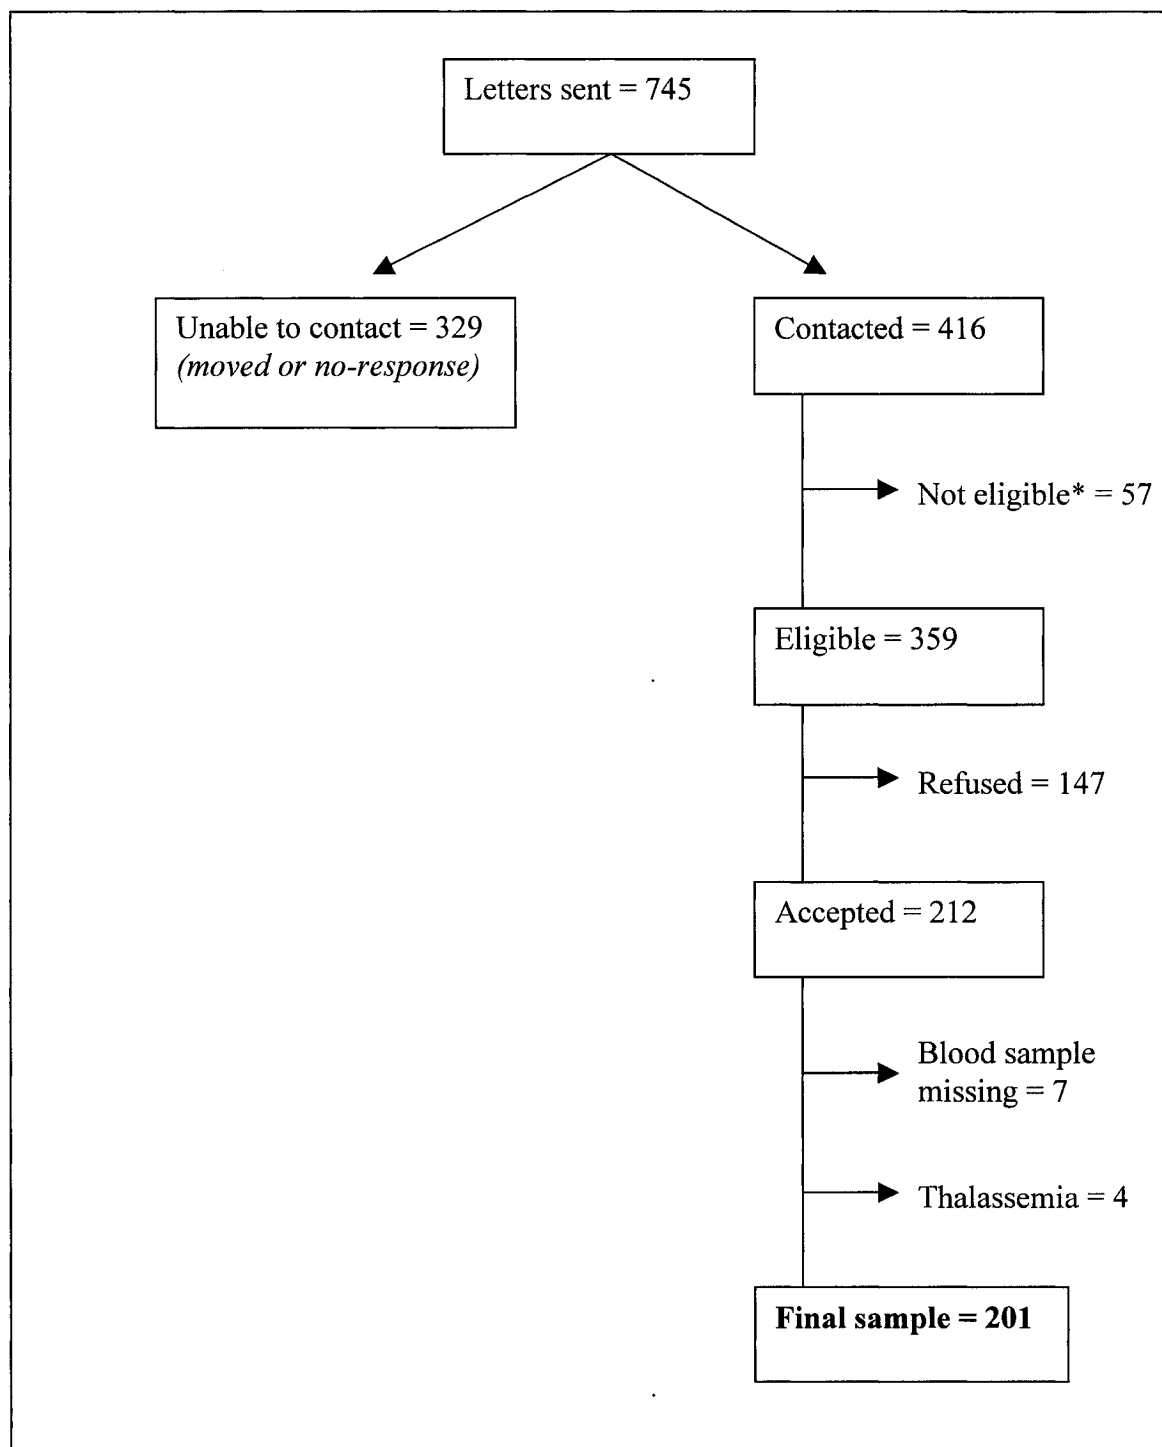 Letters sent = 745
Unable to contact = 329
(moved or no-response)
Contacted = 416
Not eligible* = 57
Eligible = 359
Refused = 147
Accepted = 212
Blood sample
missing = 7
Thalassemia = 4
Final sample = 201